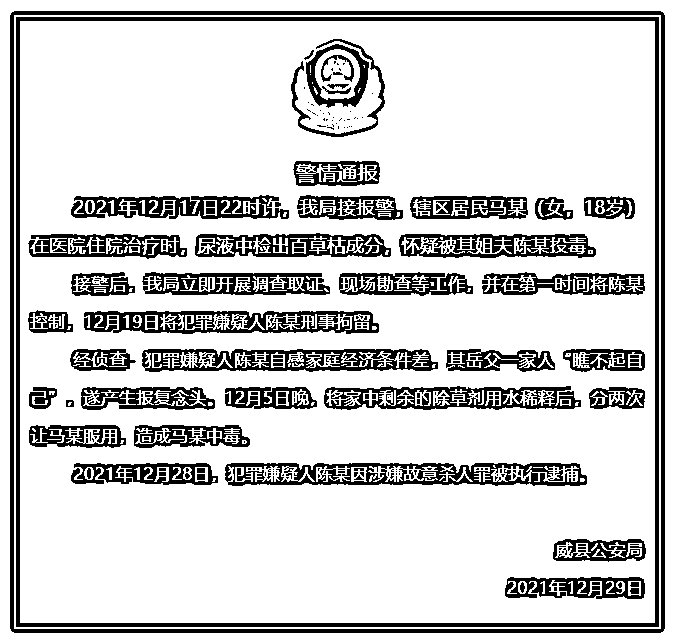 警情通报
2021年12月17日22时许，我局接报警，辖区居民马某（女，18岁）
在医院住院治疗时，尿液中检出百草枯成分，怀疑被其姐夫陈某投毒。
接警后，我局立即开展调查取证、现场勘查等工作，并在第一时间将陈某
控制，12月19日将犯罪嫌疑人陈某刑事拘留。
经侦查，犯罪嫌疑人陈某自感家庭经济条件差，其岳父一家人“瞧不起自
己”，遂产生报复念头。12月5日晚，将家中剩余的除草剂用水稀释后，分两次
让马某服用，造成马某中毒。
2021年12月28日，犯罪嫌疑人陈某因涉嫌故意杀人罪被执行逮捕。
威县公安局
2021年12月29日